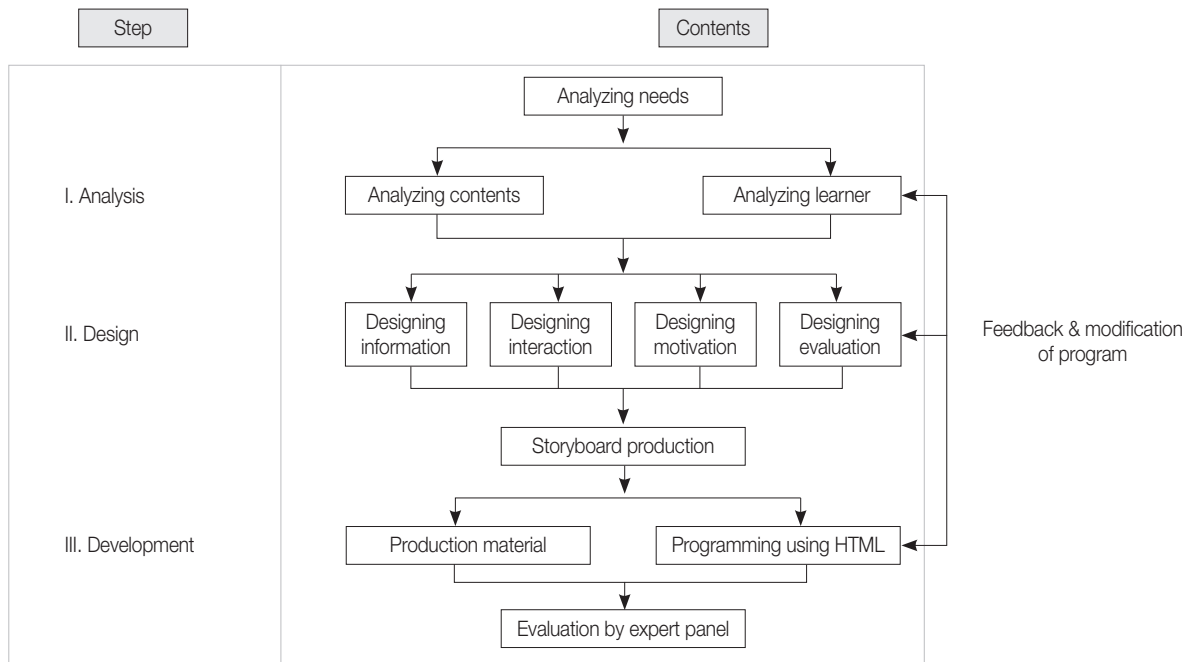 Step
Contents
Analyzing needs
I. Analysis
Analyzing contents
Analyzing learner
II. Design
Designing
information
Designing
interaction
Designing
motivation
Designing
evaluation
Feedback & modification
of program
Storyboard production
III. Development
Production material
Programming using HTML
Evaluation by expert panel